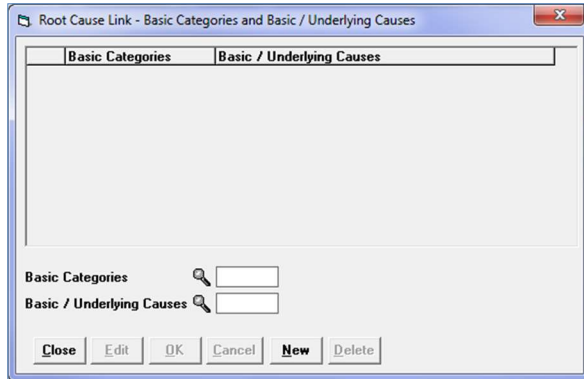 Root Cause Link - Basic Categories and Basic / Underlying Causes
Basic Categories Basic / Underlying Causes
Basic Categories
Basic / Underlying Causes
Close Edit OK Cancel New Delete